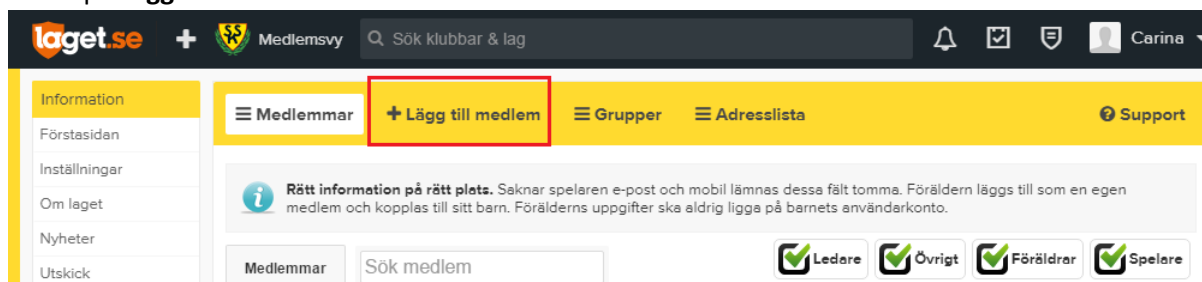 laget.se + SSK Medlemsvy Sök klubbar & lag Carina
Information
Medlemmar + Lägg till medlem Grupper Adresslista Support
Förstasidan
Inställningar
Rätt information på rätt plats. Saknar spelaren e-post och mobil lämnas dessa fält tomma. Föräldern läggs till som en egen
Om laget
medlem och kopplas till sitt barn. Förälderns uppgifter ska aldrig ligga på barnets användarkonto.
Nyheter
Utskick
Medlemmar Sök medlem Ledare Övrigt Föräldrar Spelare